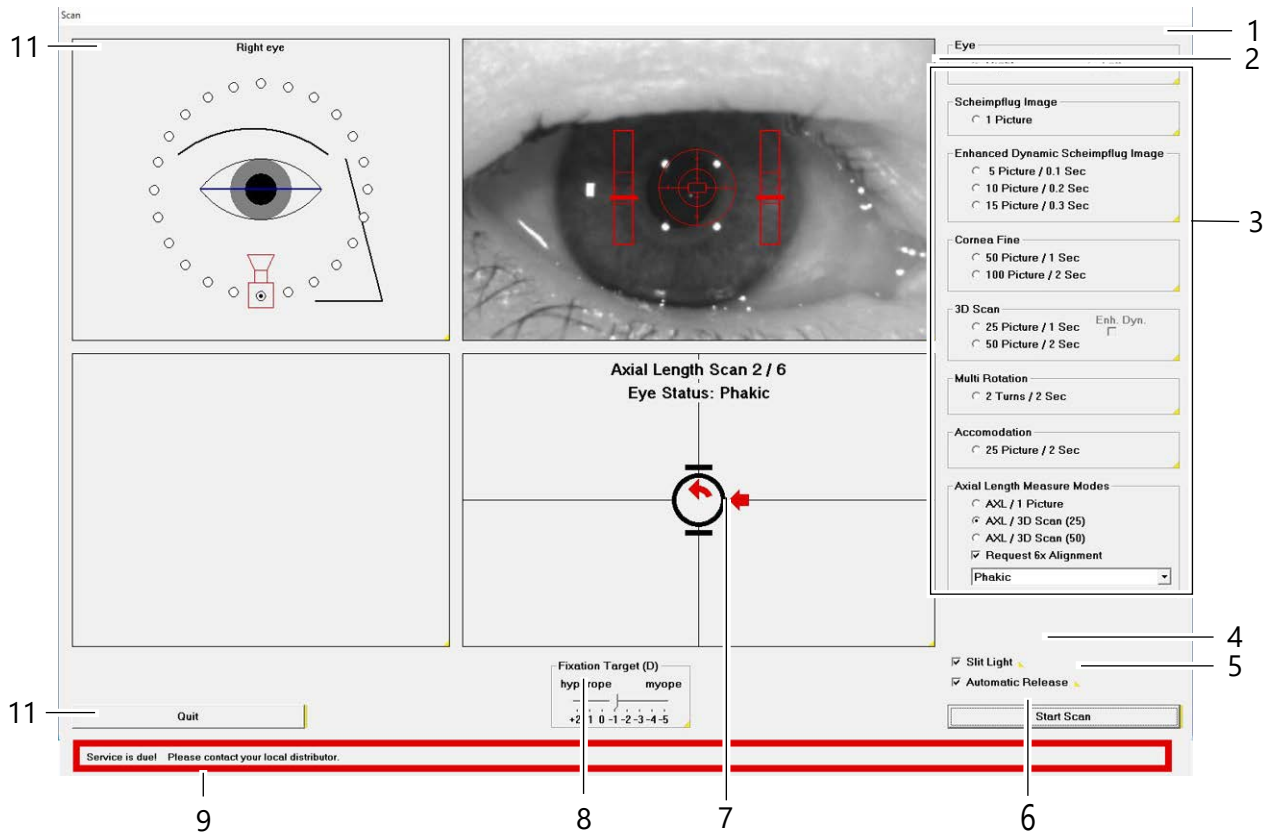 Scan
11
Right eye
1
2
Eye
Scheimpflug Image
1 Picture
Enhanced Dynamic Scheimpflug Image
5 Picture / 0.1 Sec
10 Picture / 0.2 Sec
15 Picture / 0.3 Sec
3
Cornea Fine
50 Picture / 1 Sec
100 Picture / 2 Sec
3D Scan
25 Picture / 1 Sec
Enh. Dyn.
50 Picture / 2 Sec
Axial Length Scan 2 / 6
Eye Status: Phakic
Multi Rotation
2 Turns / 2 Sec
Accomodation
25 Picture / 2 Sec
Axial Length Measure Modes
AXL / 1 Picture
AXL / 3D Scan (25)
AXL / 3D Scan (50)
Request 6x Alignment
Phakic
4
Slit Light
5
Automatic Release
Fixation Target (D)
myope
+2 1 0 -1 -2 -3 -4 -5
11
Quit
Start Scan
Service is due! Please contact your local distributor.
9
8
7
6